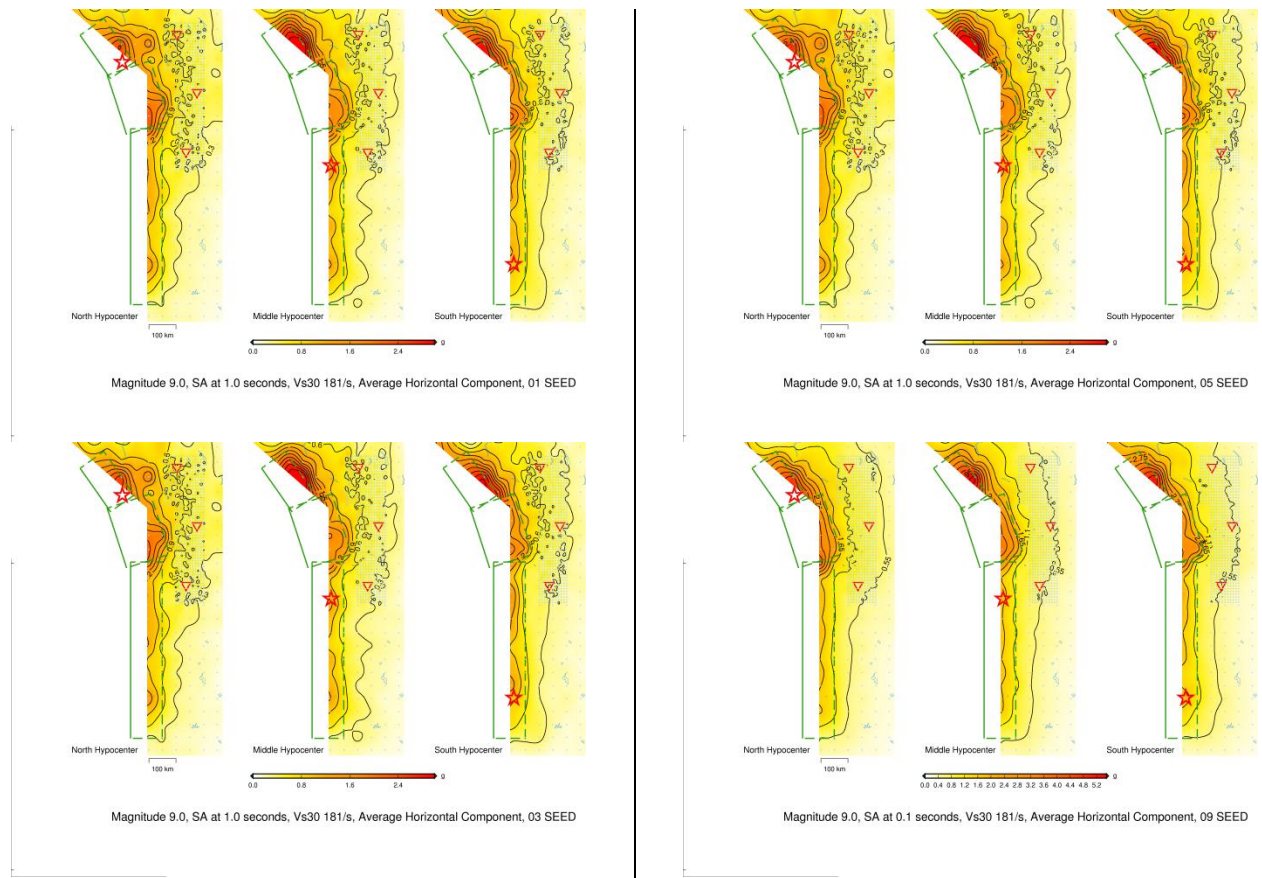 North Hypocenter
Middle Hypocenter
South Hypocenter
100 km
0.0 0.8 1.6 2.4 g
Magnitude 9.0, SA at 1.0 seconds, Vs30 181/s, Average Horizontal Component, 01 SEED
North Hypocenter
Middle Hypocenter
South Hypocenter
100 km
0.0 0.8 1.6 2.4 g
Magnitude 9.0, SA at 1.0 seconds, Vs30 181/s, Average Horizontal Component, 03 SEED
North Hypocenter
Middle Hypocenter
South Hypocenter
100 km
0.0 0.8 1.6 2.4 g
Magnitude 9.0, SA at 1.0 seconds, Vs30 181/s, Average Horizontal Component, 05 SEED
0.55
2.75
North Hypocenter
Middle Hypocenter
South Hypocenter
100 km
0.0 0.4 0.8 1.2 1.6 2.0 2.4 2.8 3.2 3.6 4.0 4.4 4.8 5.2 g
Magnitude 9.0, SA at 0.1 seconds, Vs30 181/s, Average Horizontal Component, 09 SEED